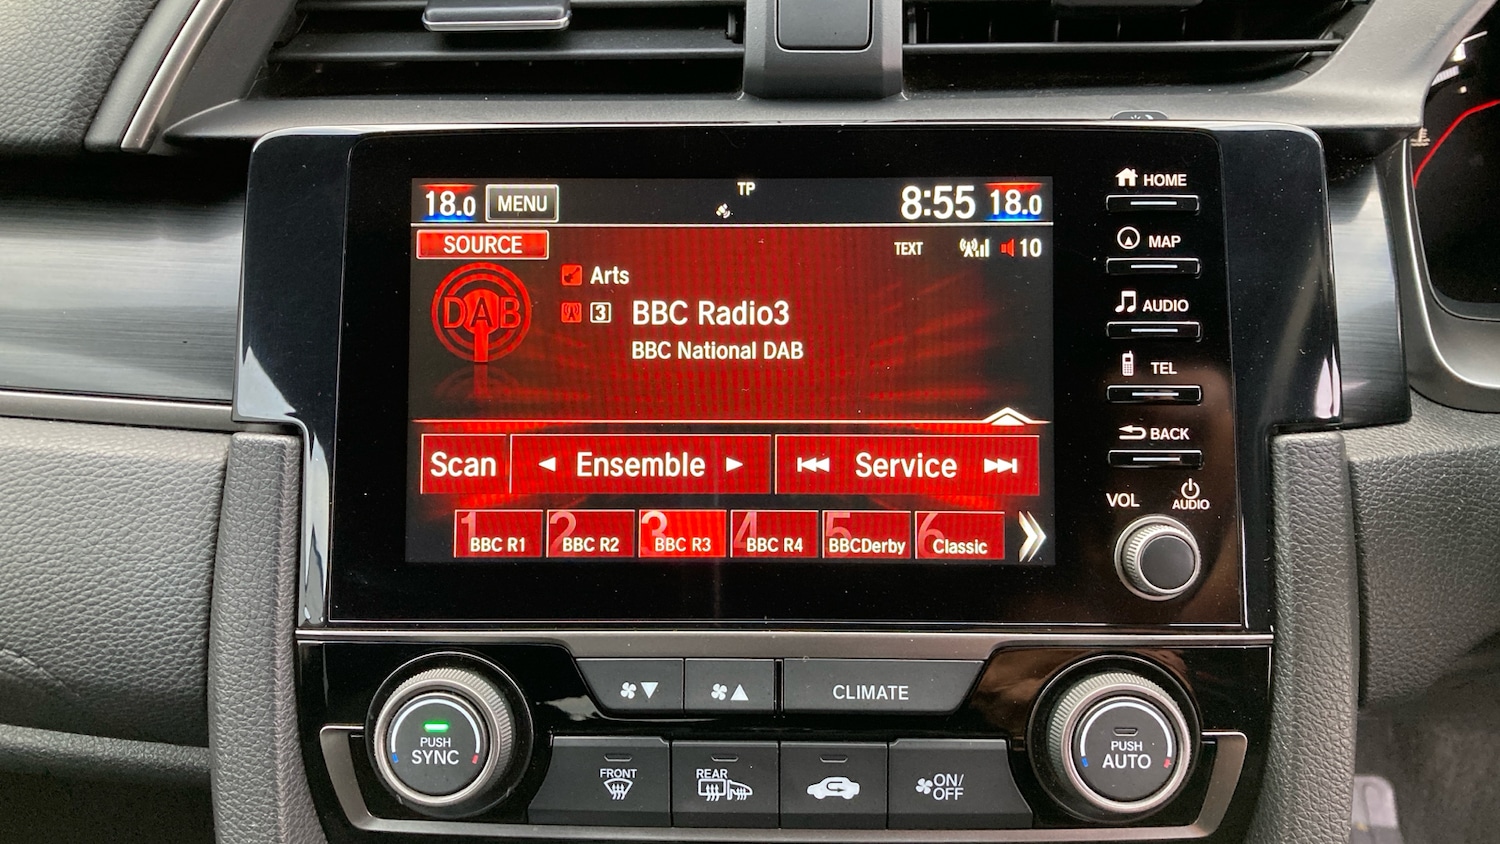 18.0 MENU TP 8:55 18.0
SOURCE TEXT 10
DAB
Arts
3 BBC Radio3
BBC National DAB
Scan Ensemble Service
1 BBC R1
2 BBC R2
3 BBC R3
4 BBC R4
5 BBCDerby
6 Classic
HOME
MAP
AUDIO
TEL
BACK
VOL AUDIO
CLIMATE
PUSH
SYNC
PUSH
AUTO
FRONT
REAR
ON/
OFF